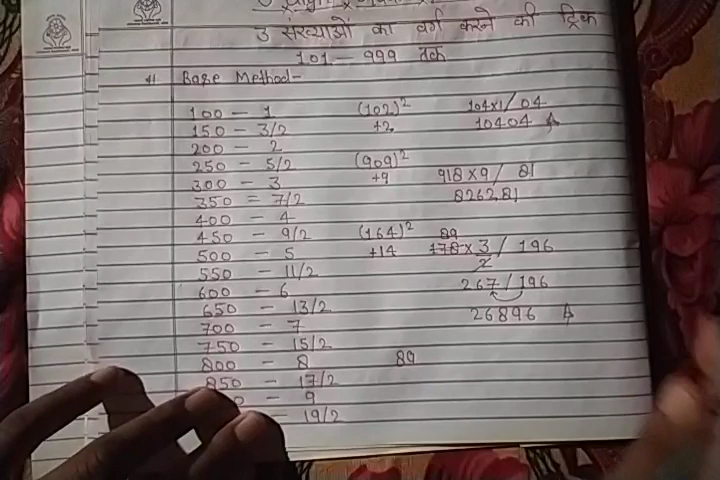 3 संख्याओं का वर्ग करने की ट्रिक
101 — 999 तक
# Base Method-
100 — 1 (102)² 104x1/ 04
150 — 3/2 +2 10404 A
200 — 2
250 — 5/2 (909)² 918 x 9/ 81
300 — 3 +9 826281
350 = 7/2
400 — 4
450 — 9/2 (164)² 89
500 — 5 +14 178 x 3/2 / 196
550 — 11/2
600 — 6 267/196
650 — 13/2 26896 A
700 — 7
750 — 15/2
800 — 8 89
850 — 17/2
0 — 9
— 19/2